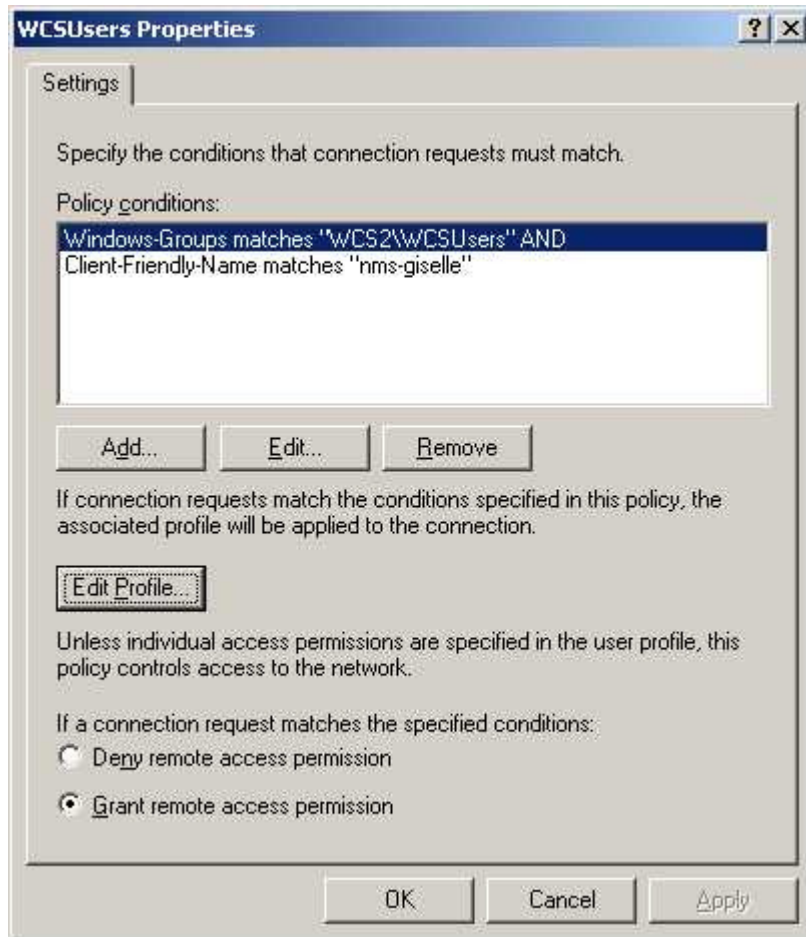 WCSUsers Properties
Settings
Specify the conditions that connection requests must match.
Policy conditions:
Windows-Groups matches "WCS2\WCSUsers" AND
Client-Friendly-Name matches "nms-giselle"
Add... Edit... Remove
If connection requests match the conditions specified in this policy, the
associated profile will be applied to the connection.
Edit Profile...
Unless individual access permissions are specified in the user profile, this
policy controls access to the network.
If a connection request matches the specified conditions:
Deny remote access permission
Grant remote access permission
OK Cancel Apply